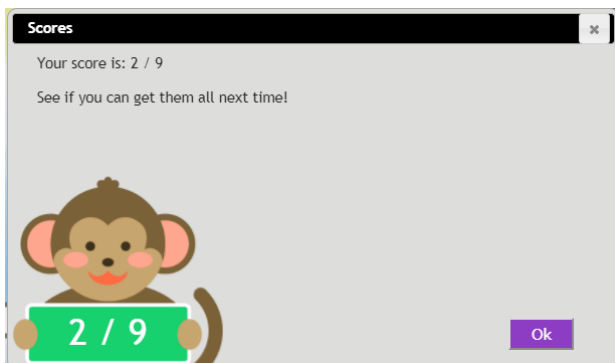 Scores
Your score is: 2 / 9
See if you can get them all next time!
2 / 9
Ok